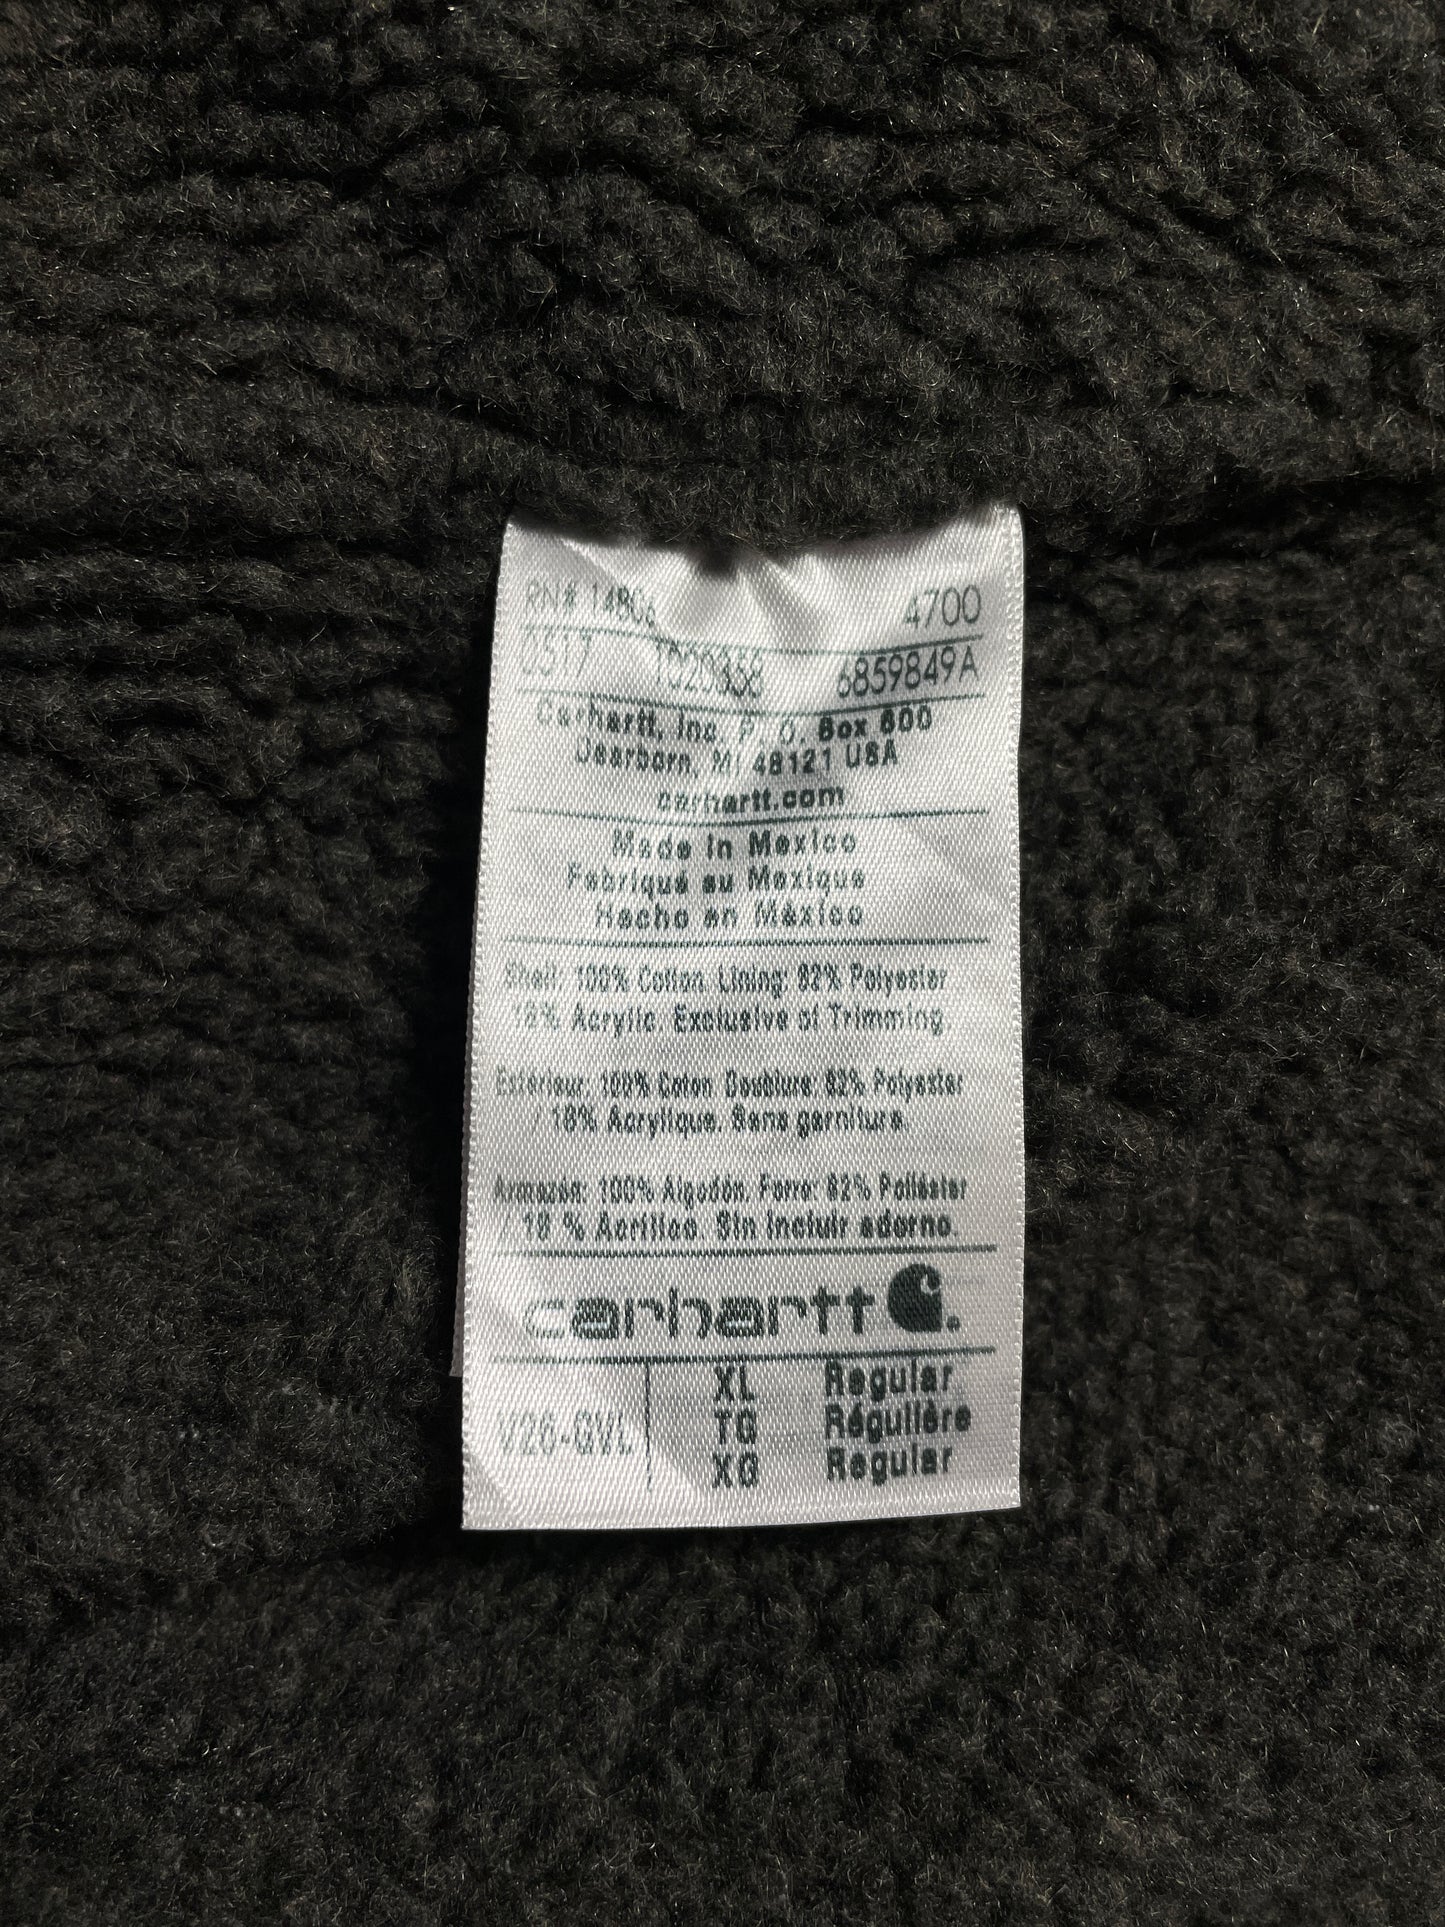 RN# 14806 4700
0517 1020356 6859849A
Carhartt, Inc. P. O. Box 600
Dearborn, MI 48121 USA
carhartt.com
Made in Mexico
Fabriqué au Mexique
Hecho en México
Shell: 100% Cotton. Lining: 82% Polyester
18% Acrylic. Exclusive of Trimming
Extérieur: 100% Coton Doublure: 82% Polyester
18% Acrylique. Sans garniture.
Armazón: 100% Algodón. Forro: 82% Poliéster
18 % Acrílico. Sin incluir adorno.
carhartt
V26-GVL XL Regular
TG Régulière
XG Regular